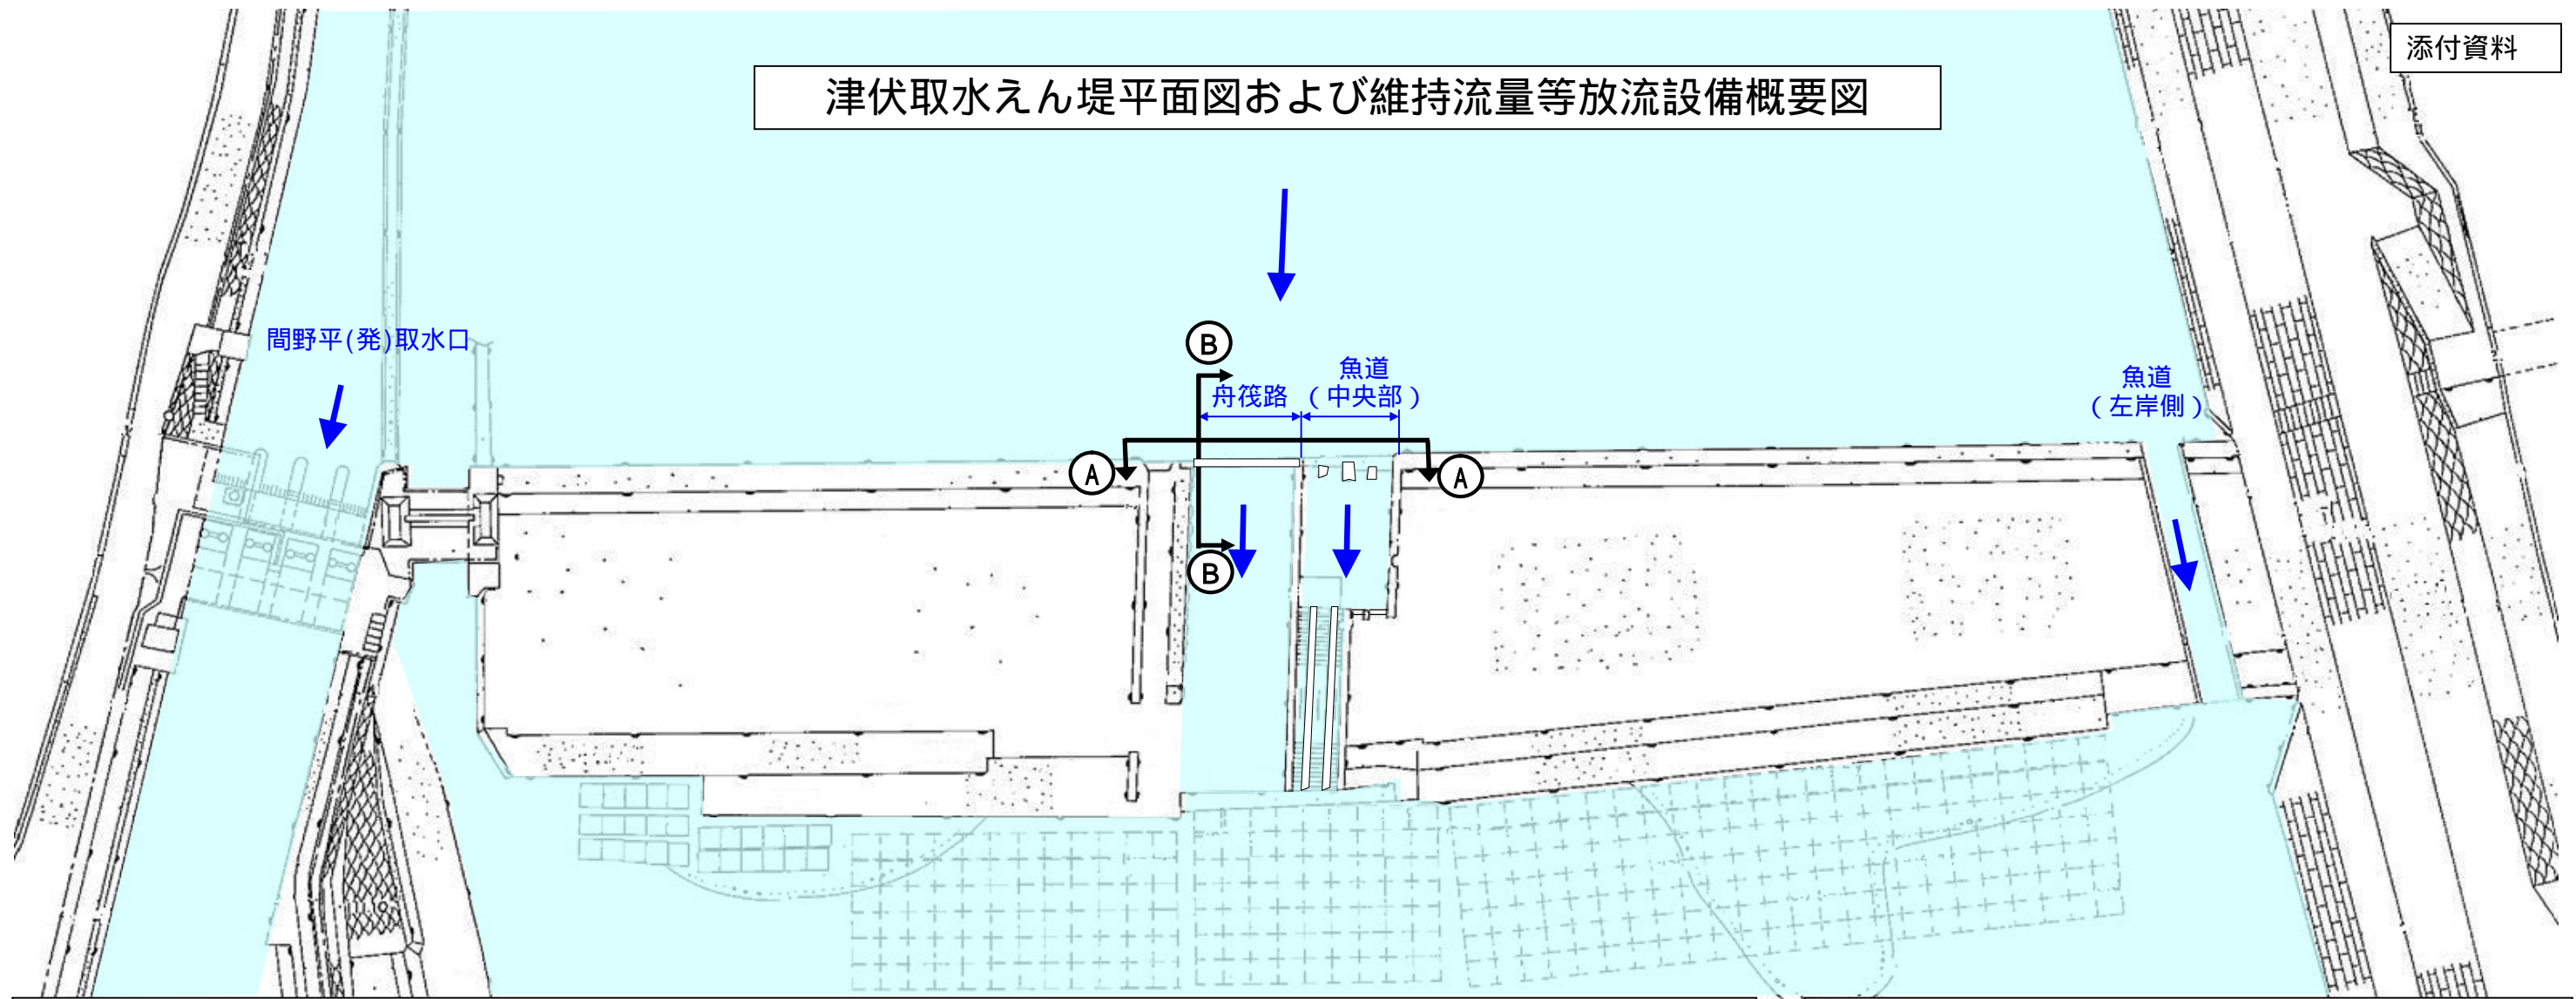 添付資料
津伏取水えん堤平面図および維持流量等放流設備概要図
間野平(発)取水口
B
舟筏路
魚道
(中央部)
魚道
(左岸側)
A
A
B